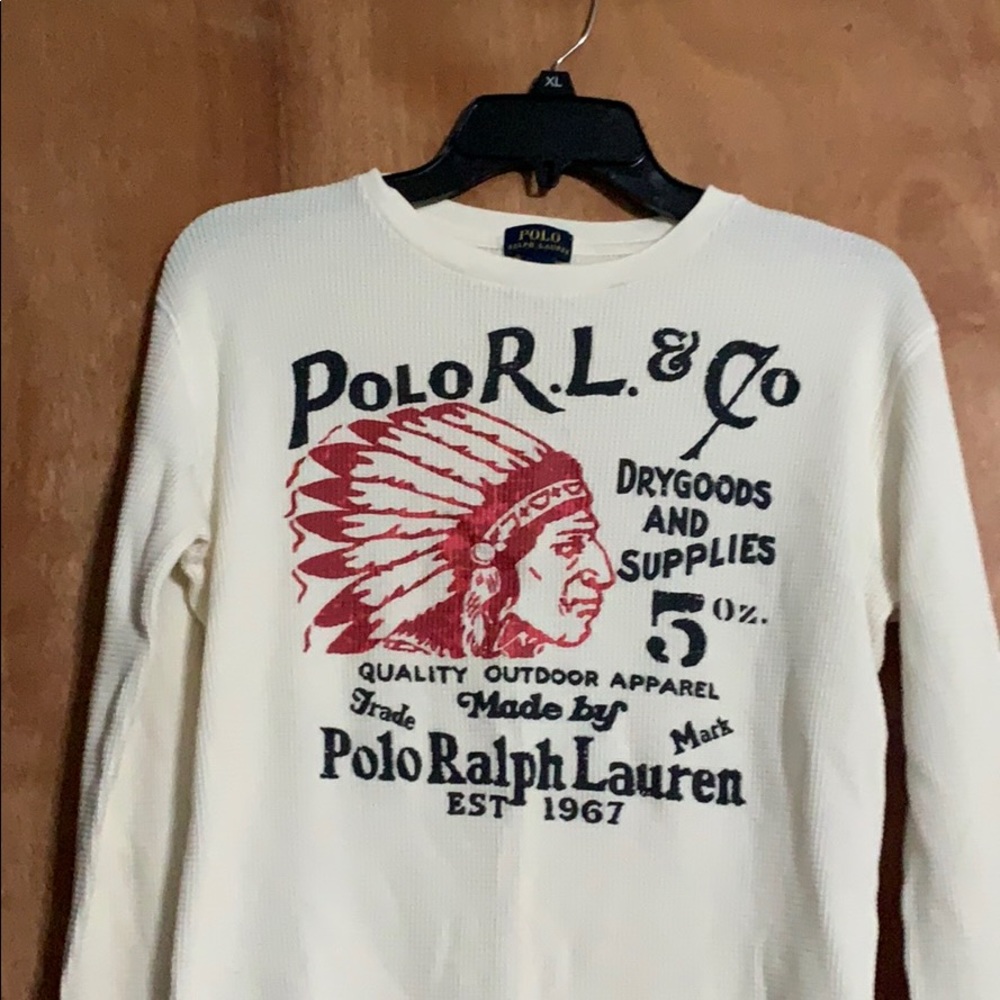 XL
POLO
RALPH LAUREN
POLO R.L. & Co
DRYGOODS
AND
SUPPLIES
5 OZ.
QUALITY OUTDOOR APPAREL
Made by
Trade Mark
Polo Ralph Lauren
EST 1967